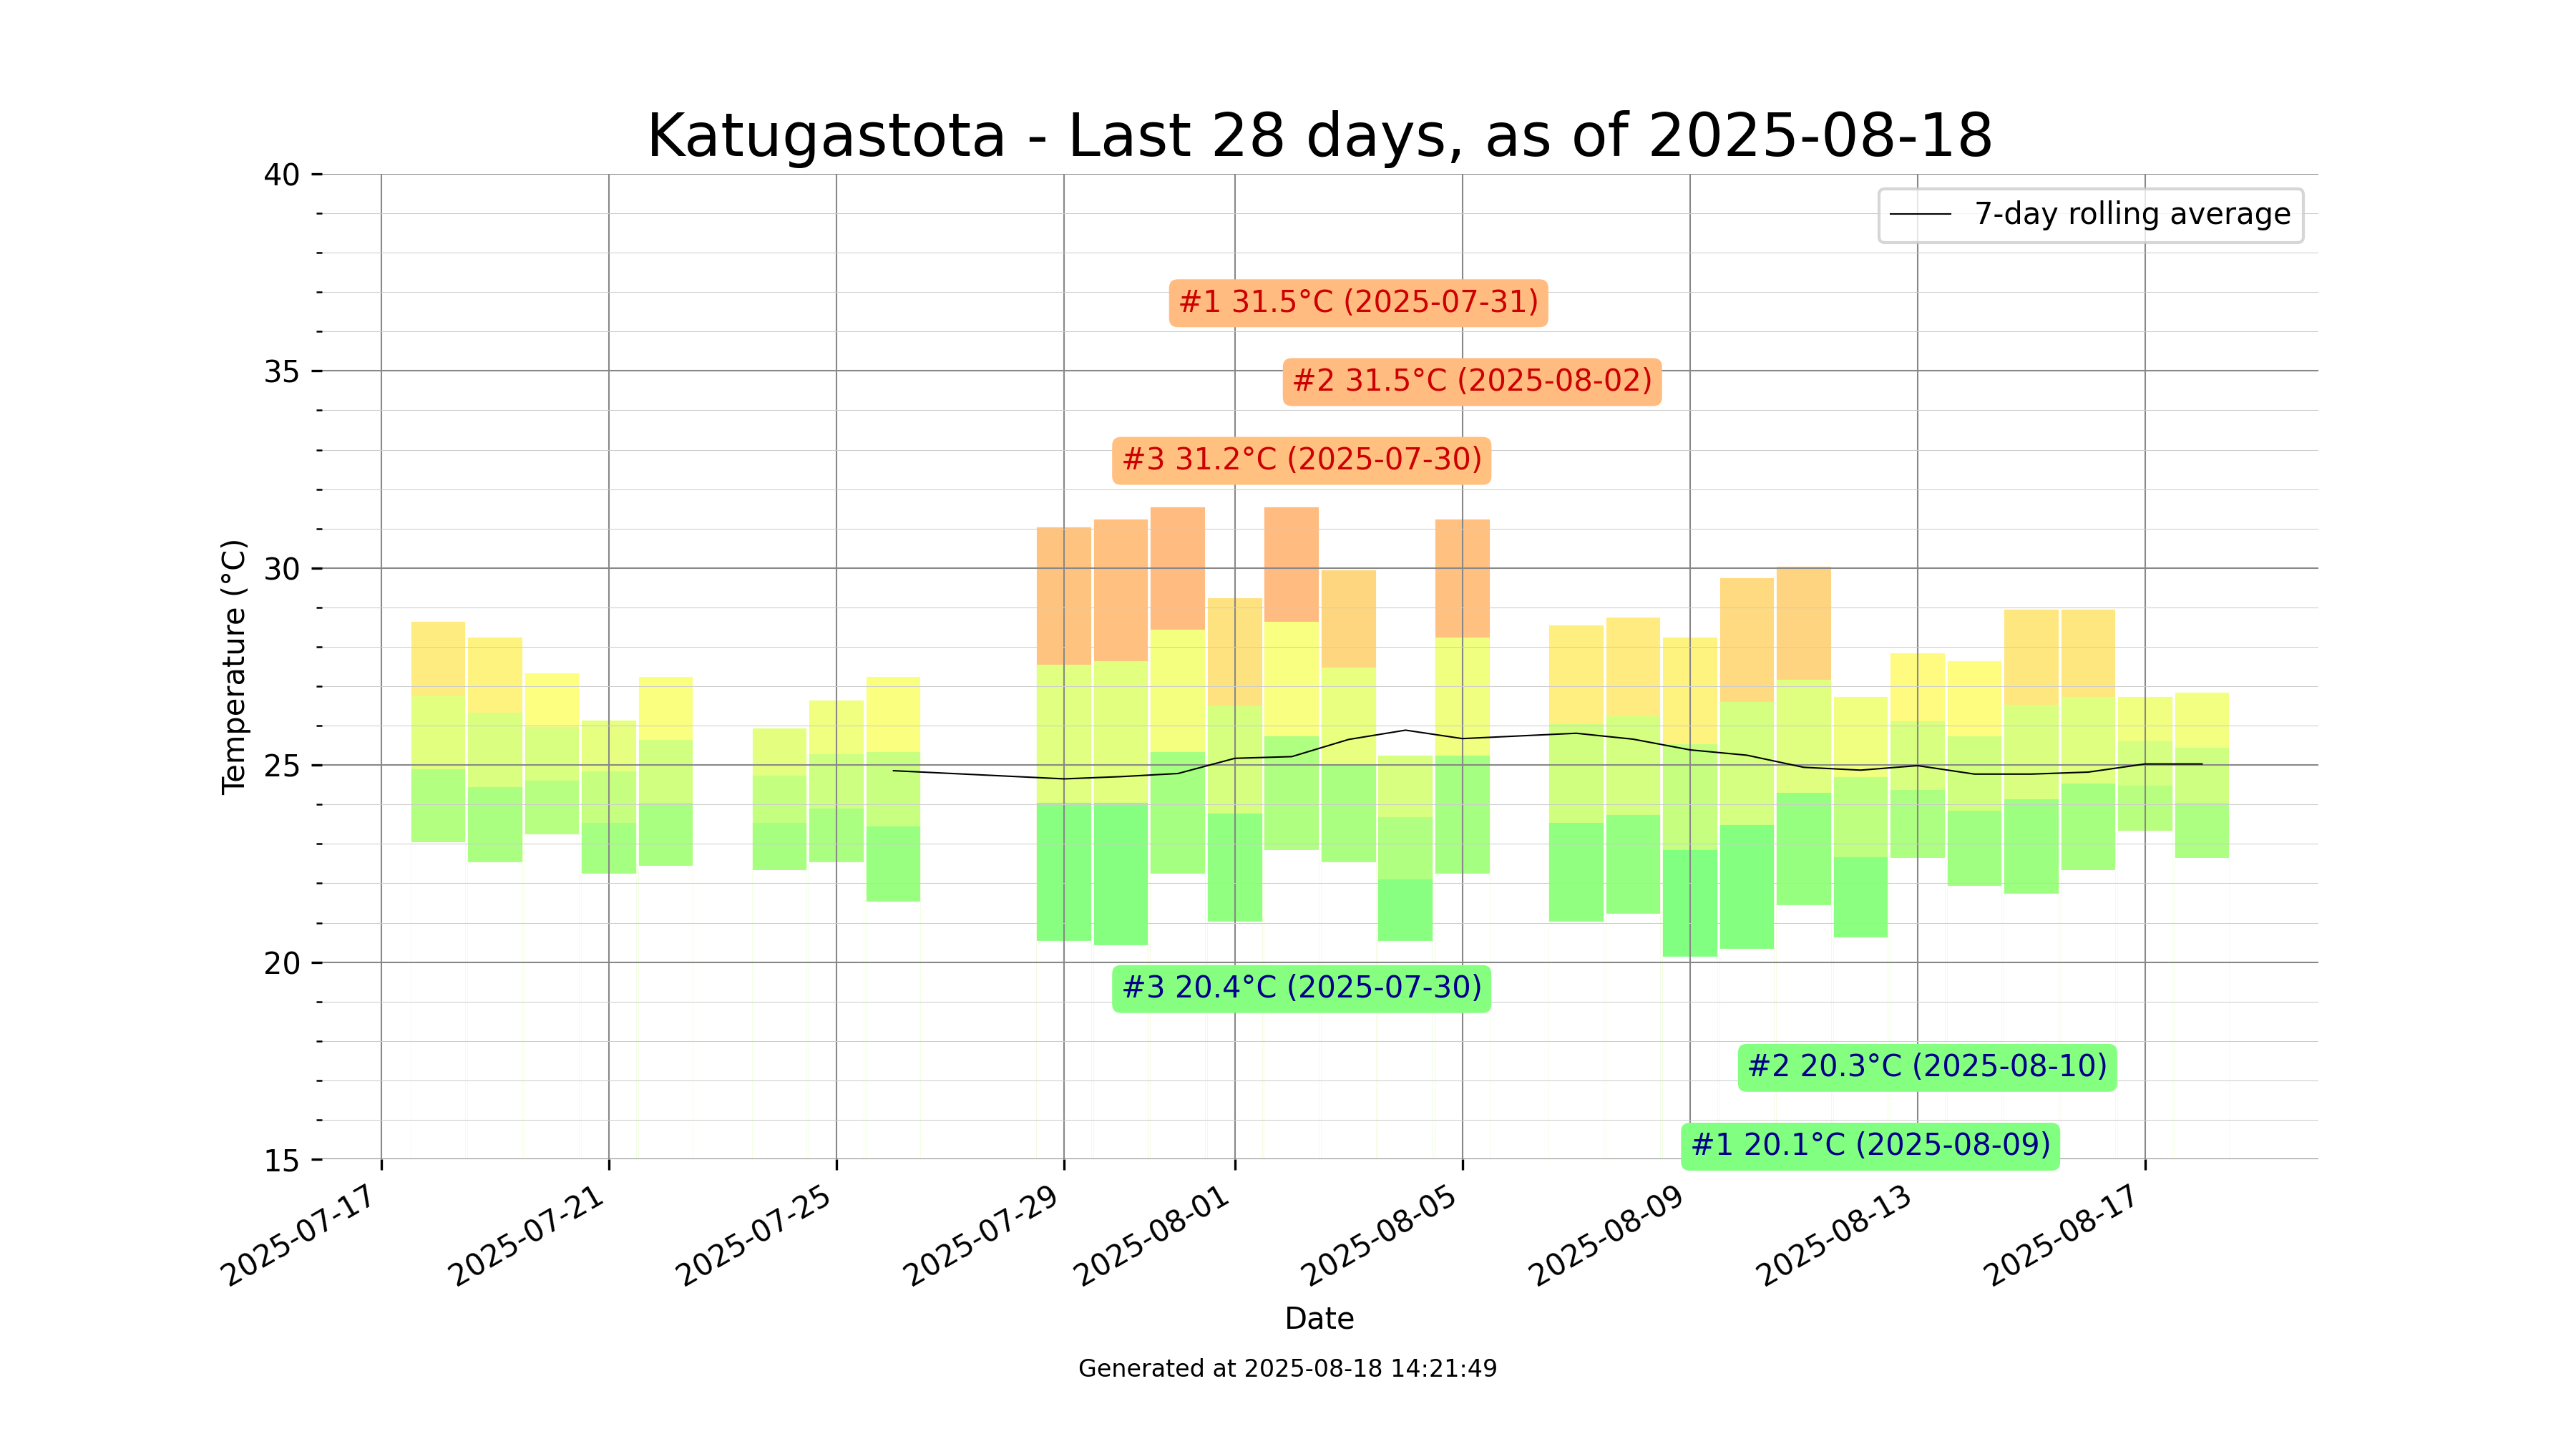 Katugastota - Last 28 days, as of 2025-08-18
40
35
30
25
20
15
Temperature (°C)
7-day rolling average
#1 31.5°C (2025-07-31)
#2 31.5°C (2025-08-02)
#3 31.2°C (2025-07-30)
#3 20.4°C (2025-07-30)
#2 20.3°C (2025-08-10)
#1 20.1°C (2025-08-09)
2025-07-17
2025-07-21
2025-07-25
2025-07-29
2025-08-01
2025-08-05
2025-08-09
2025-08-13
2025-08-17
Date
Generated at 2025-08-18 14:21:49